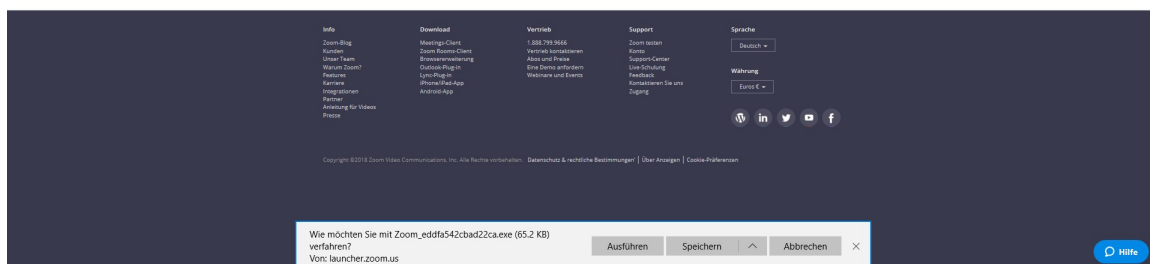 Info
Zoom-Blog
Kunden
Unser Team
Warum Zoom?
Features
Karriere
Integrationen
Partner
Anleitung für Videos
Presse
Download
Meetings-Client
Zoom Rooms-Client
Browsererweiterung
Outlook-Plug-in
Lync-Plug-in
iPhone/iPad-App
Android-App
Vertrieb
1.888.799.9666
Vertrieb kontaktieren
Abos und Preise
Eine Demo anfordern
Webinare und Events
Support
Zoom testen
Konto
Support-Center
Live-Schulung
Feedback
Kontaktieren Sie uns
Zugang
Sprache
Deutsch
Währung
Euros €
Copyright ©2018 Zoom Video Communications, Inc. Alle Rechte vorbehalten. Datenschutz & rechtliche Bestimmungen | Über Anzeigen | Cookie-Präferenzen
Wie möchten Sie mit Zoom_eddfa542cbad22ca.exe (65.2 KB)
verfahren?
Von: launcher.zoom.us
Ausführen
Speichern
Abbrechen
Hilfe